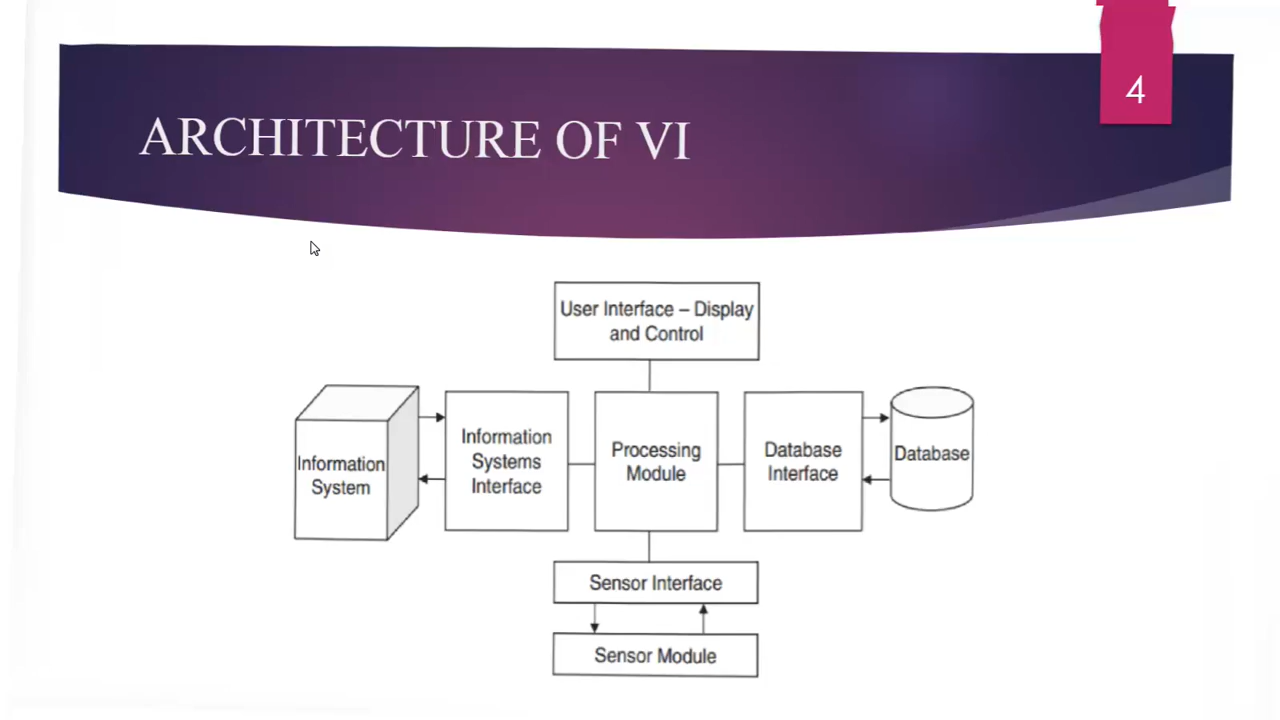 4
ARCHITECTURE OF VI
User Interface – Display
and Control
Information
System
Information
Systems
Interface
Processing
Module
Database
Interface
Database
Sensor Interface
Sensor Module